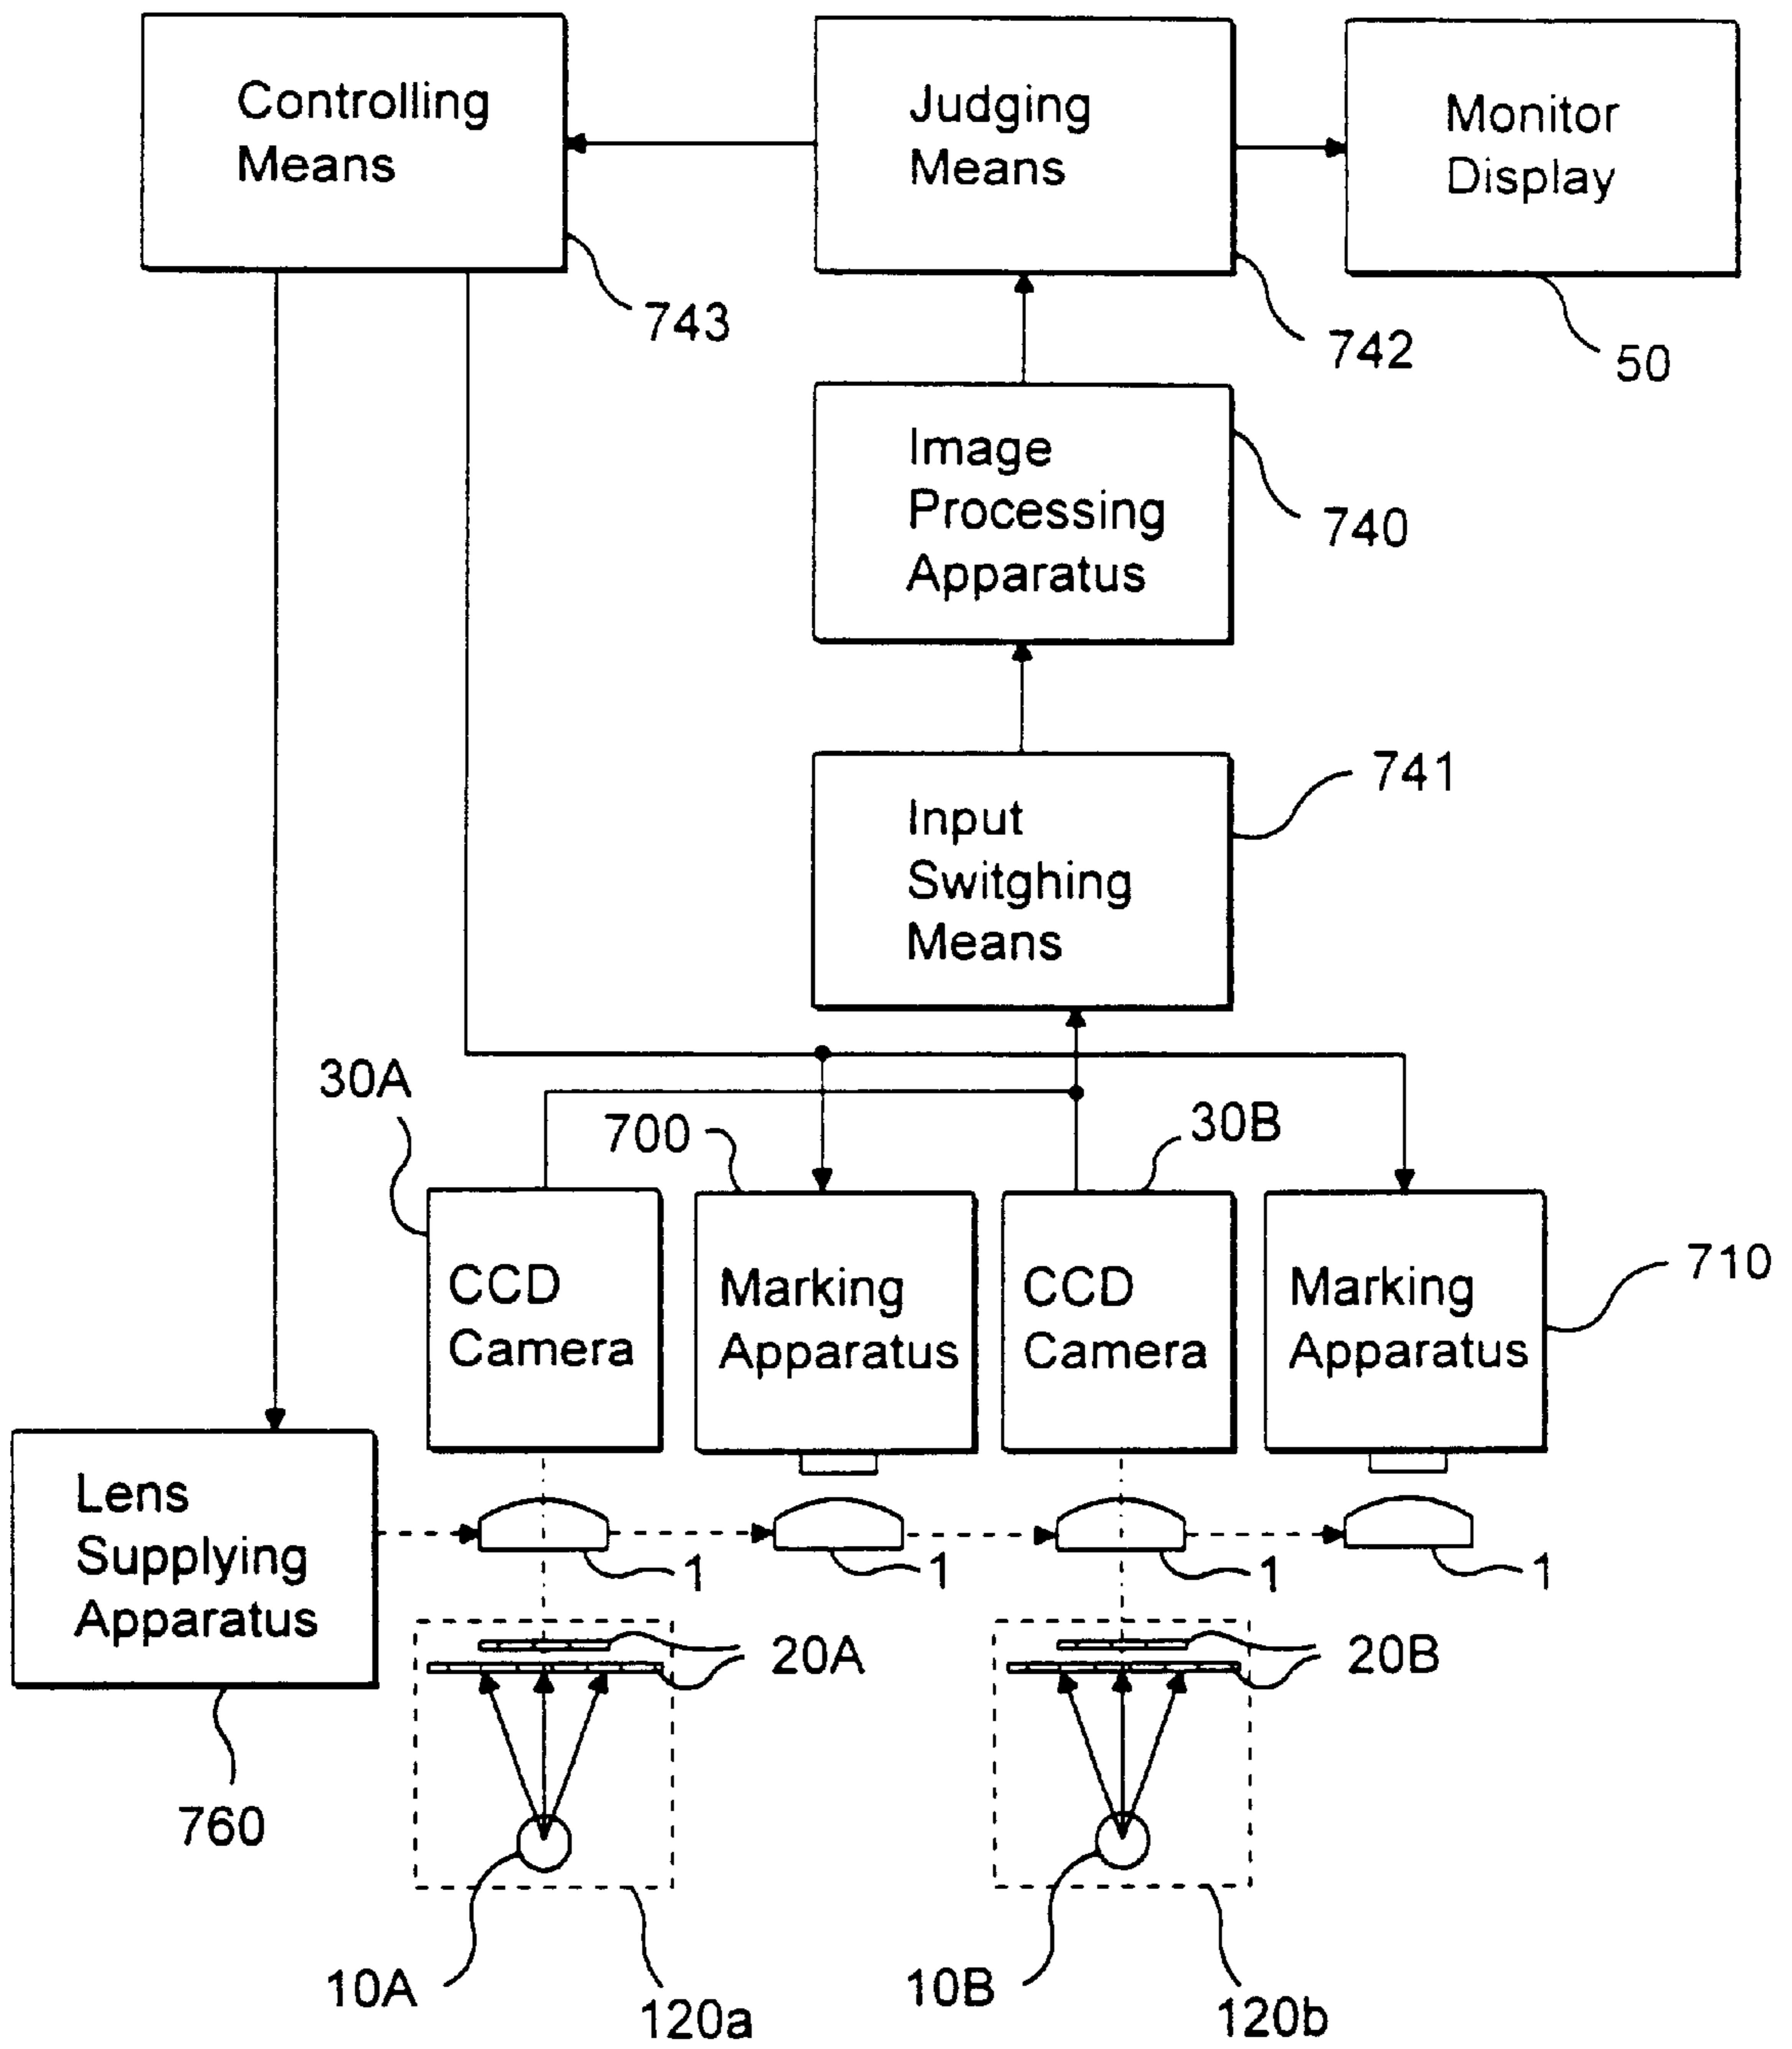 Controlling
Means
Judging
Means
Monitor
Display
743
742
50
Image
Processing
Apparatus
740
Input
Switghing
Means
741
30A
700
30B
CCD
Camera
Marking
Apparatus
CCD
Camera
Marking
Apparatus
710
Lens
Supplying
Apparatus
1
1
1
1
20A
20B
760
10A
120a
10B
120b